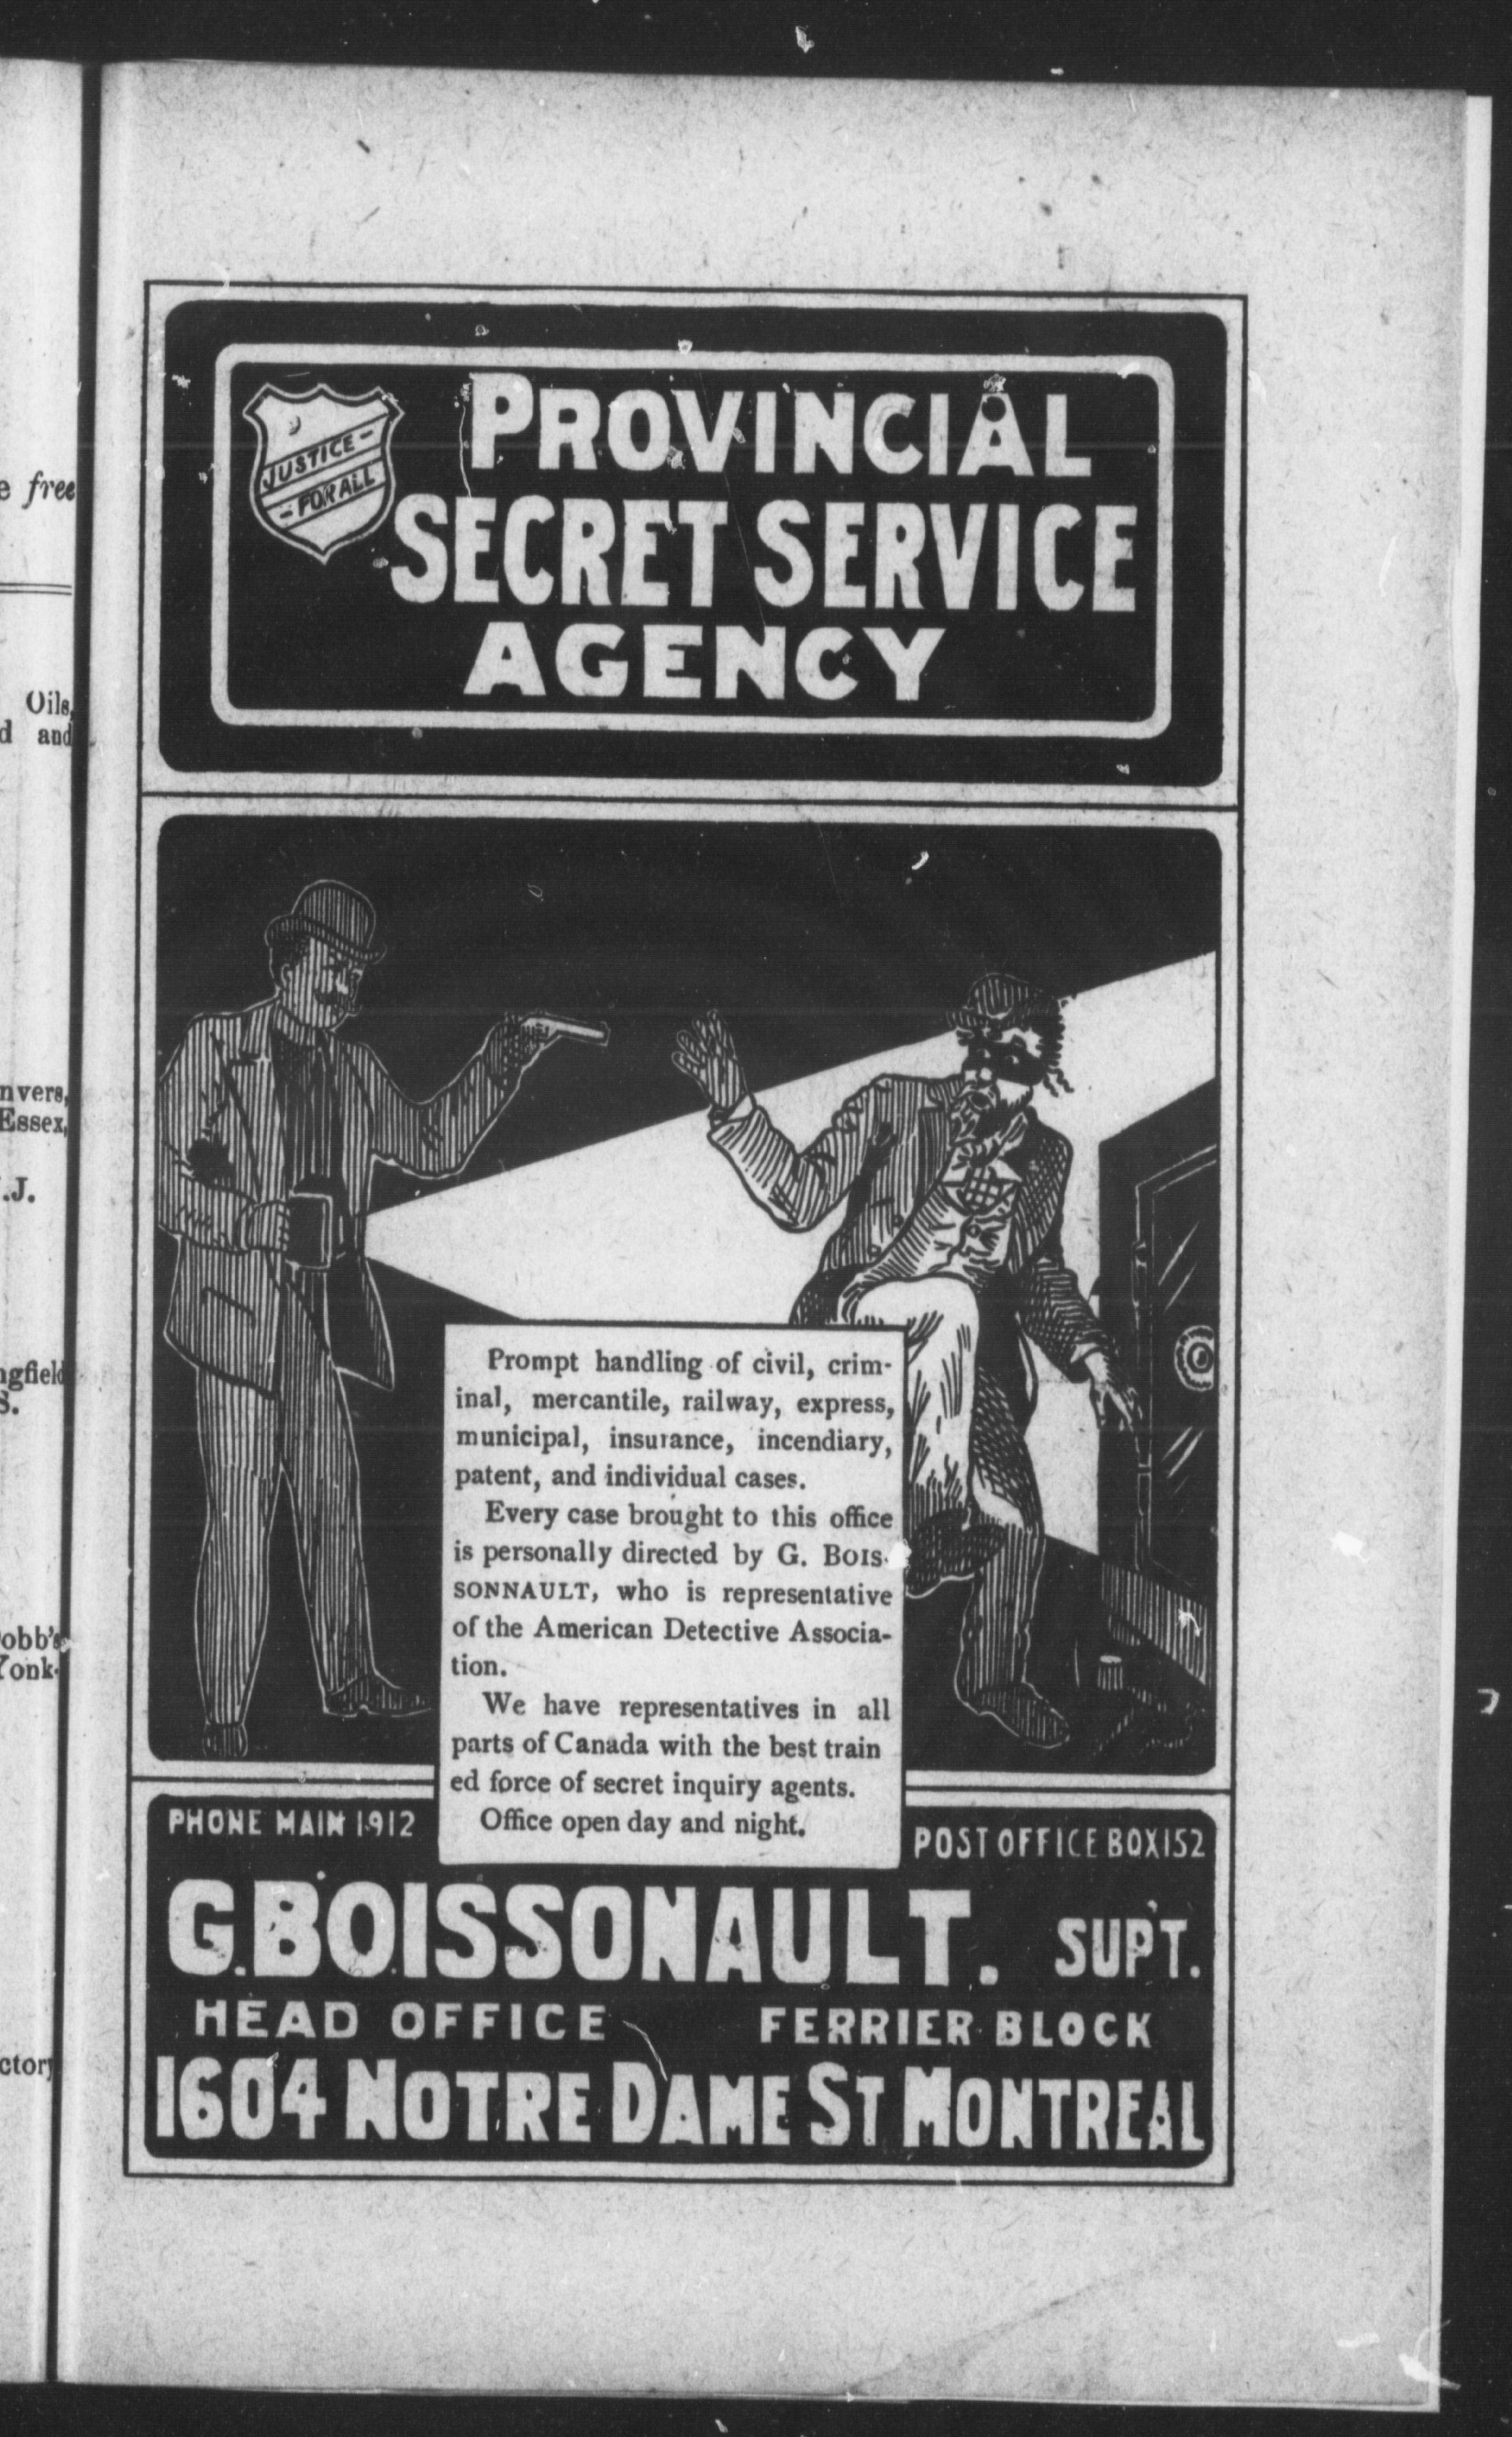 e free
Oils,
d and
nvers,
Essex,
.J.
ngfield
S.
obb's
Yonk-
ctory
JUSTICE -
- FOR ALL
PROVINCIAL
SECRET SERVICE
AGENCY
Prompt handling of civil, crim-
inal, mercantile, railway, express,
municipal, insurance, incendiary,
patent, and individual cases.
Every case brought to this office
is personally directed by G. BOIS-
SONNAULT, who is representative
of the American Detective Associa-
tion.
We have representatives in all
parts of Canada with the best train
ed force of secret inquiry agents.
Office open day and night.
PHONE MAIN 1912
POST OFFICE BOX 152
G. BOISSONAULT. SUP'T.
HEAD OFFICE FERRIER BLOCK
1604 NOTRE DAME ST MONTREAL